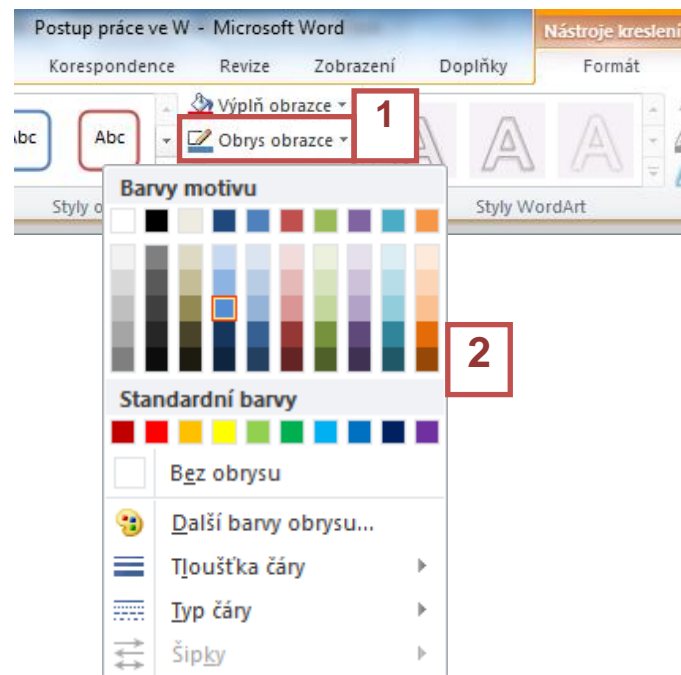 Postup práce ve W - Microsoft Word
Nástroje kreslení
Korespondence Revize Zobrazení Doplňky Formát
Abc Abc
Výplň obrazce
1
Obrys obrazce
A A A
Styly o
Styly WordArt
Barvy motivu
2
Standardní barvy
Bez obrysu
Další barvy obrysu...
Tloušťka čáry
Typ čáry
Šipky